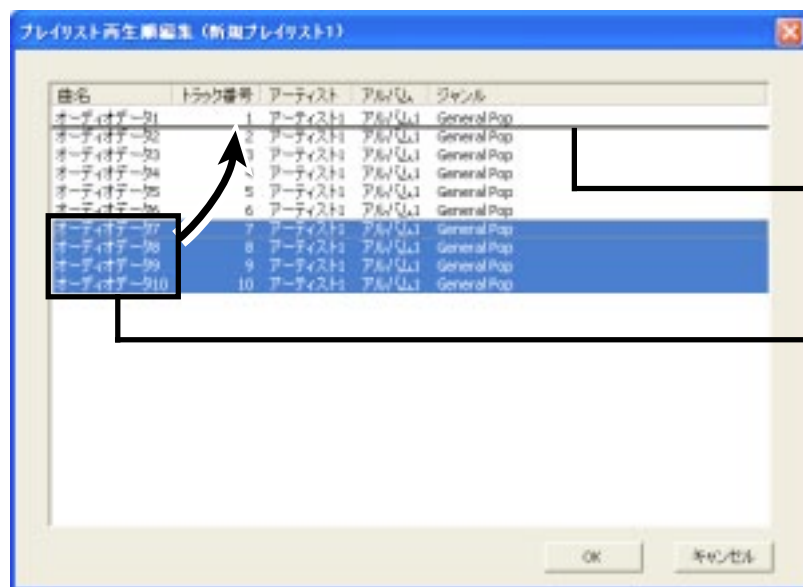 プレイリスト再生順編集（新規プレイリスト1）
曲名 トラック番号 アーティスト アルバム ジャンル
オーディオデータ1 1 アーティスト1 アルバム1 General Pop
オーディオデータ2 2 アーティスト1 アルバム1 General Pop
オーディオデータ3 3 アーティスト1 アルバム1 General Pop
オーディオデータ4 アーティスト1 アルバム1 General Pop
オーディオデータ5 5 アーティスト1 アルバム1 General Pop
オーディオデータ6 6 アーティスト1 アルバム1 General Pop
オーディオデータ7 7 アーティスト1 アルバム1 General Pop
オーディオデータ8 8 アーティスト1 アルバム1 General Pop
オーディオデータ9 9 アーティスト1 アルバム1 General Pop
オーディオデータ10 10 アーティスト1 アルバム1 General Pop
OK キャンセル